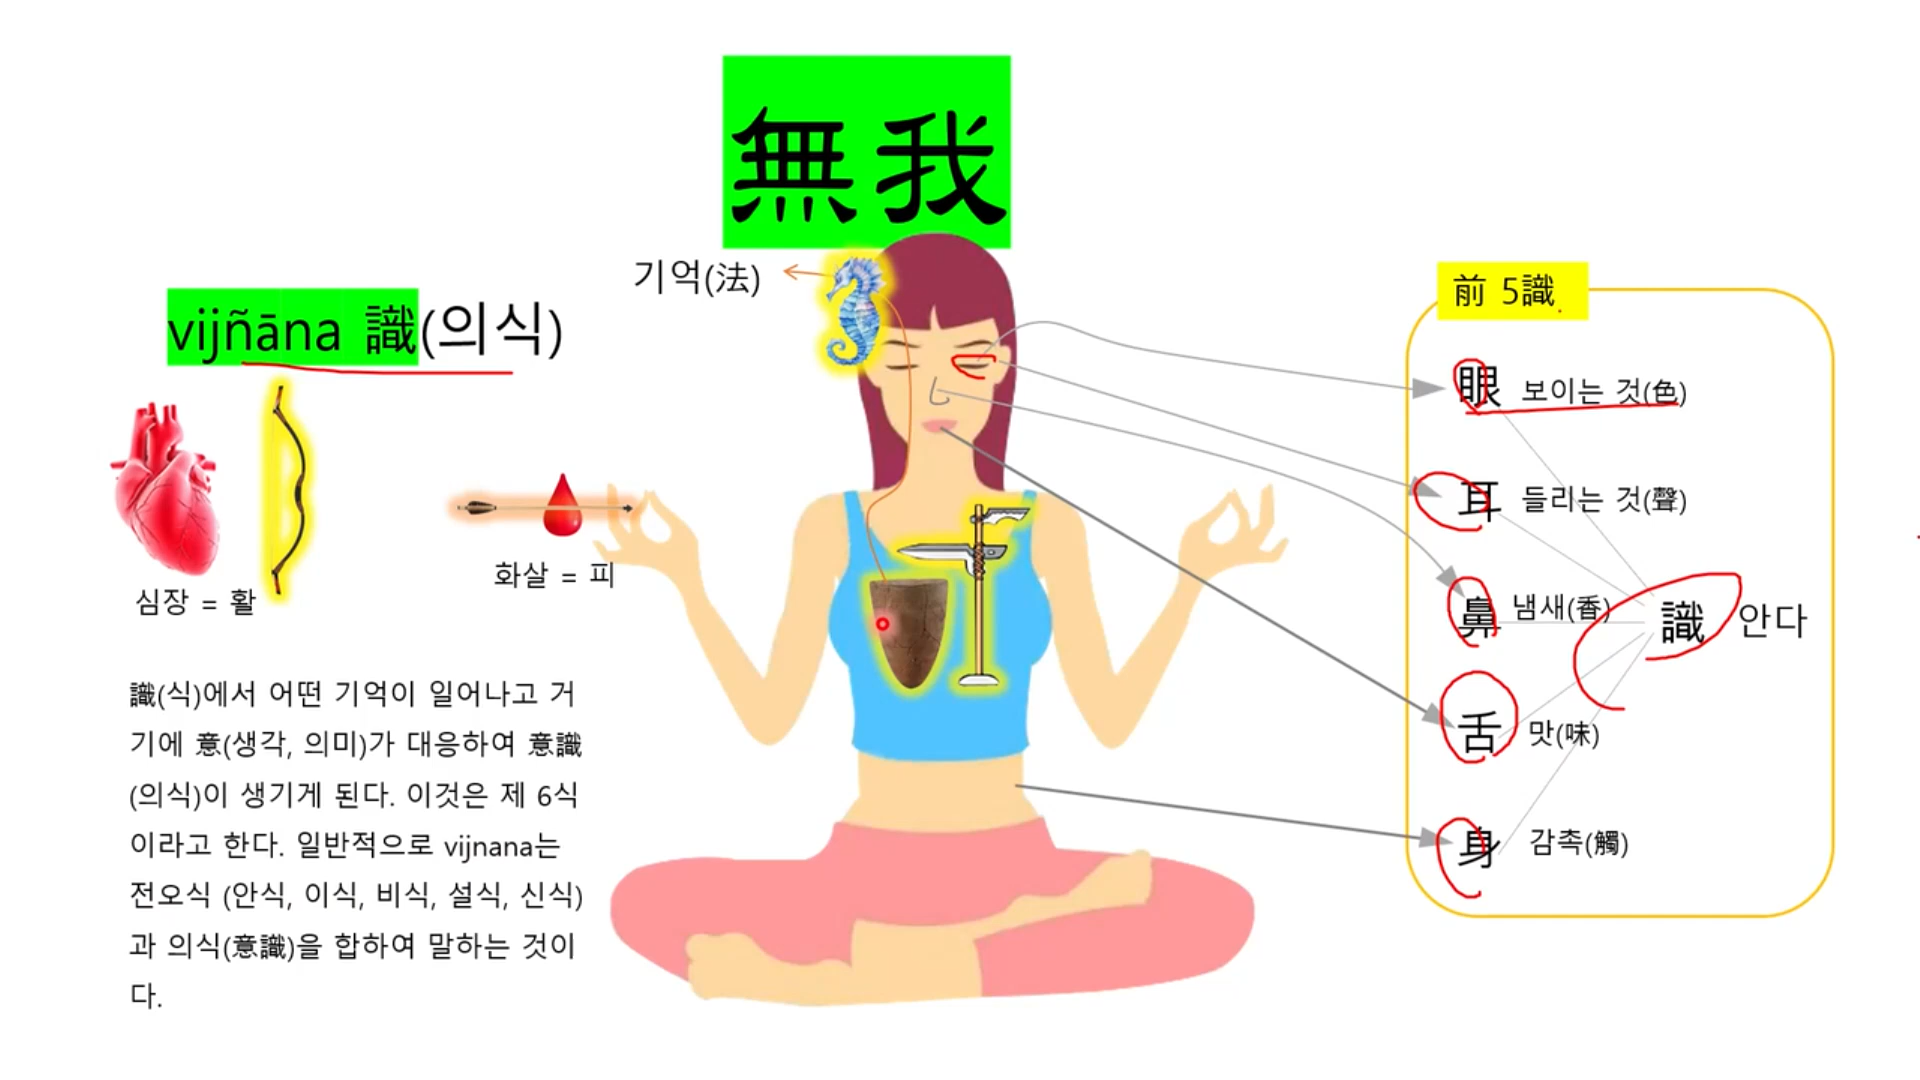 無我
기억(法)
vijñāna 識(의식)
심장 = 활
화살 = 피
識(식)에서 어떤 기억이 일어나고 거
기에 意(생각, 의미)가 대응하여 意識
(의식)이 생기게 된다. 이것은 제 6식
이라고 한다. 일반적으로 vijnana는
전오식 (안식, 이식, 비식, 설식, 신식)
과 의식(意識)을 합하여 말하는 것이
다.
前 5識
眼 보이는 것(色)
耳 들리는 것(聲)
鼻 냄새(香)
識 안다
舌 맛(味)
身 감촉(觸)